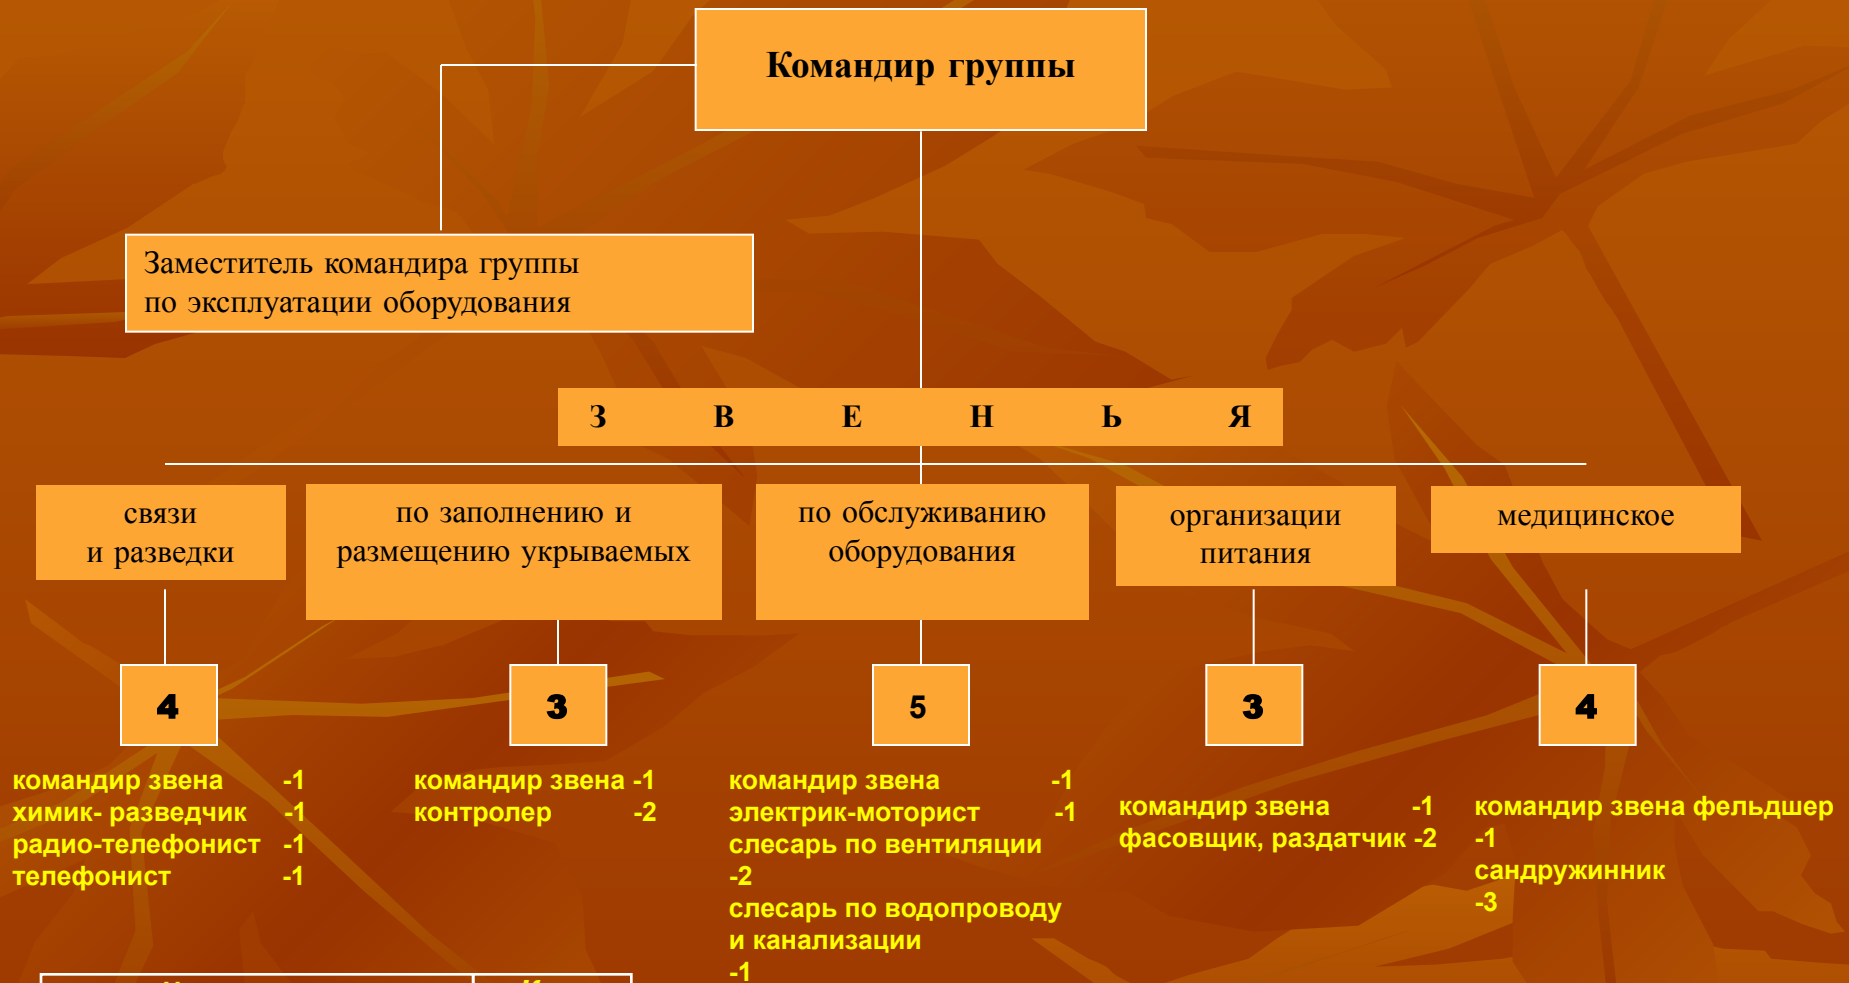 Командир группы
Заместитель командира группы
по эксплуатации оборудования
З В Е Н Ь Я
связи
и разведки
по заполнению и
размещению укрываемых
по обслуживанию
оборудования
организации
питания
медицинское
4
3
5
3
4
командир звена -1
химик- разведчик -1
радио-телефонист -1
телефонист -1
командир звена -1
контролер -2
командир звена -1
электрик-моторист -1
слесарь по вентиляции
-2
слесарь по водопроводу
и канализации
-1
командир звена -1
фасовщик, раздатчик -2
командир звена фельдшер
-1
сандружинник
-3